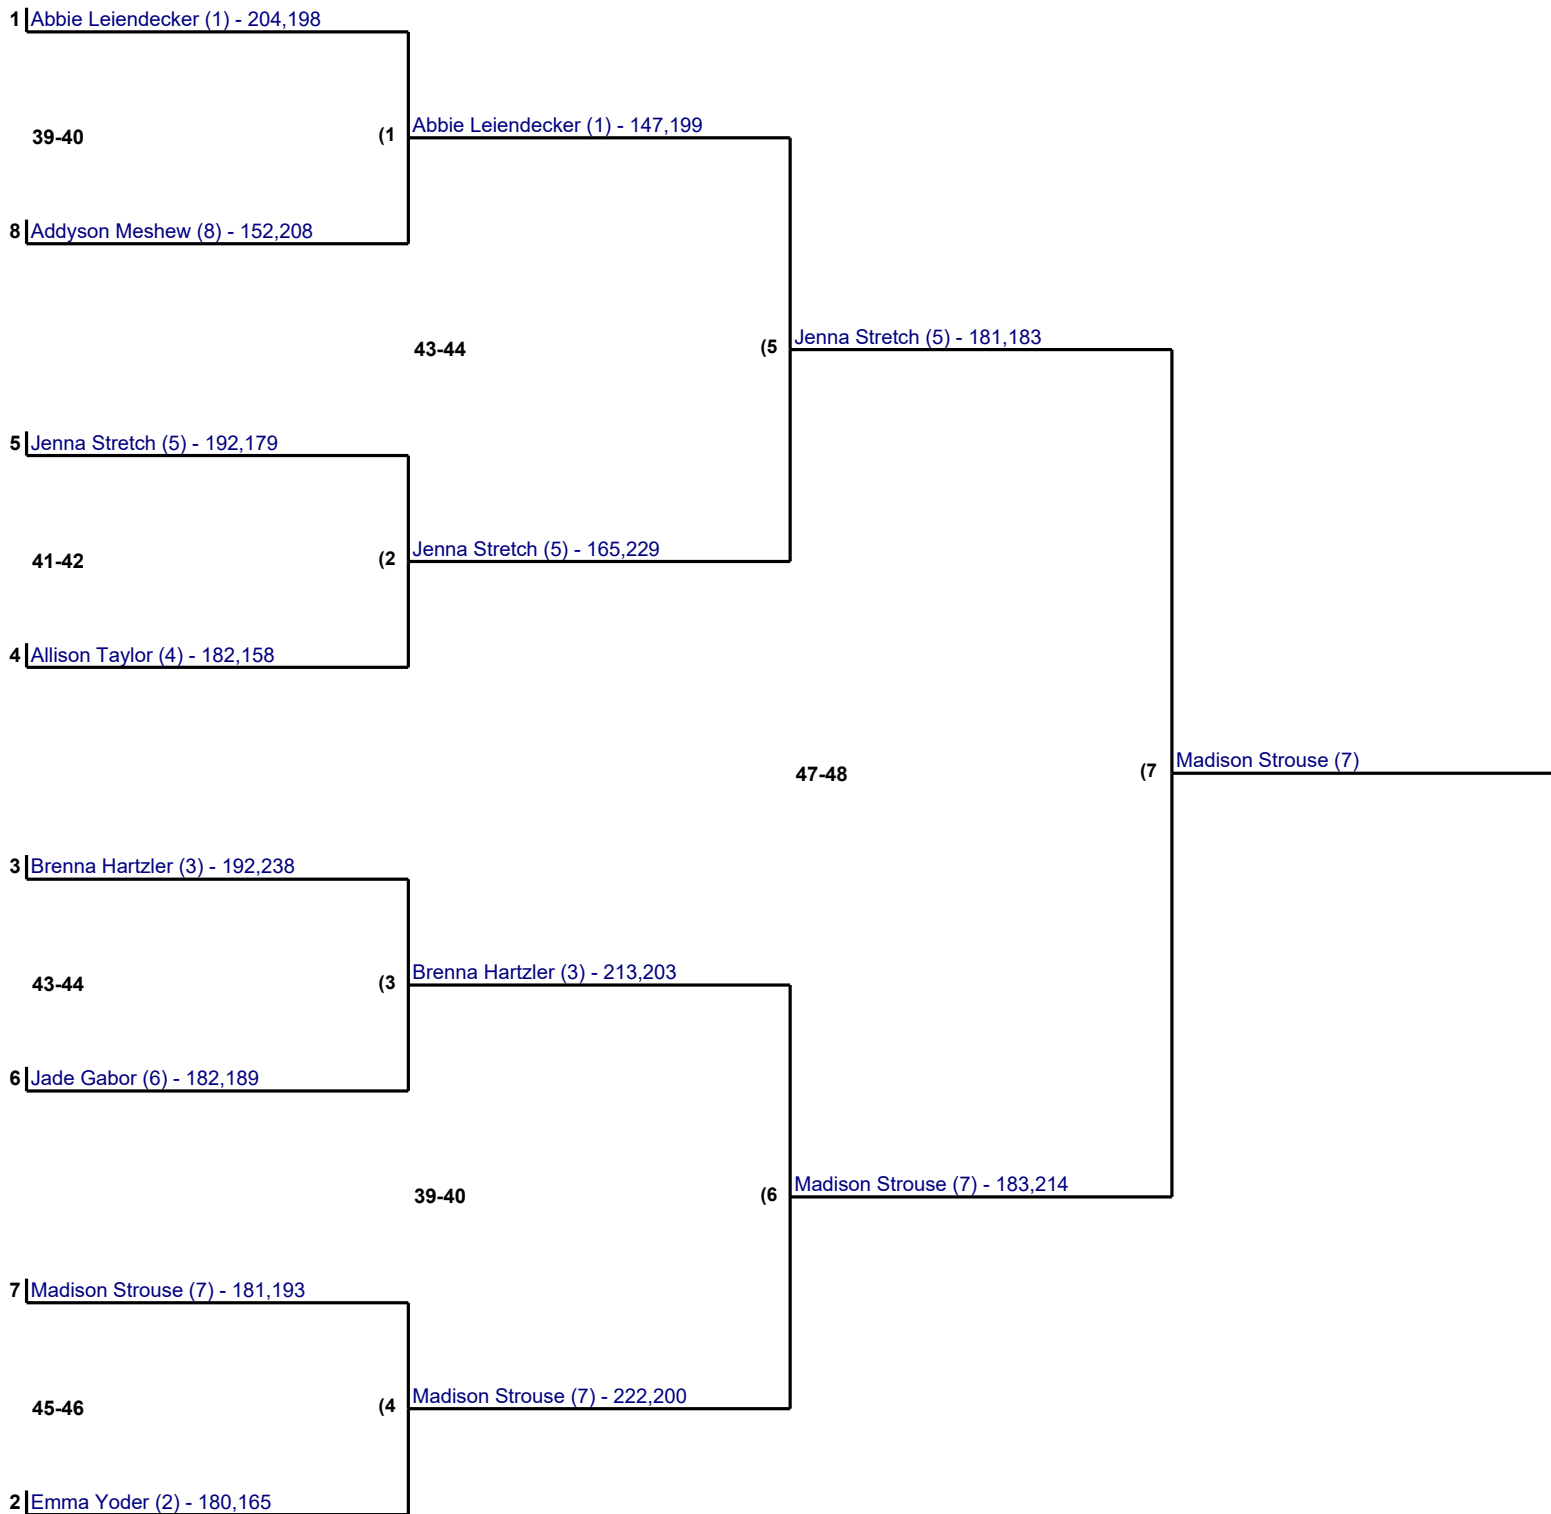 1 Abbie Leiendecker (1) - 204,198
Abbie Leiendecker (1) - 147,199
39-40 (1
8 Addyson Meshew (8) - 152,208
Jenna Stretch (5) - 181,183
43-44 (5
5 Jenna Stretch (5) - 192,179
Jenna Stretch (5) - 165,229
41-42 (2
4 Allison Taylor (4) - 182,158
Madison Strouse (7)
47-48 (7
3 Brenna Hartzler (3) - 192,238
Brenna Hartzler (3) - 213,203
43-44 (3
6 Jade Gabor (6) - 182,189
Madison Strouse (7) - 183,214
39-40 (6
7 Madison Strouse (7) - 181,193
Madison Strouse (7) - 222,200
45-46 (4
2 Emma Yoder (2) - 180,165